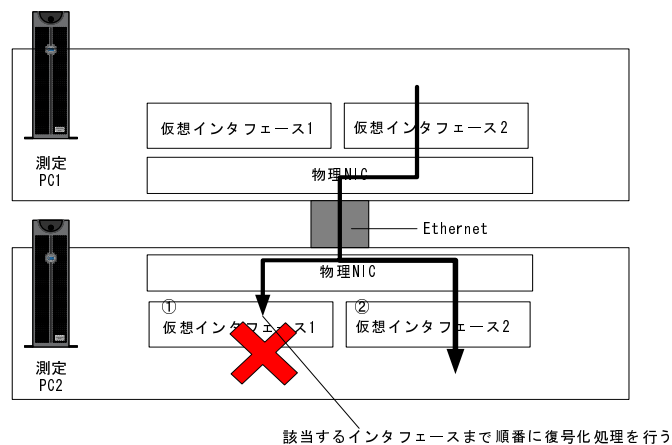 仮想インタフェース1
仮想インタフェース2
測定
PC1
物理NIC
Ethernet
物理NIC
①
仮想インタフェース1
②
仮想インタフェース2
測定
PC2
該当するインタフェースまで順番に復号化処理を行う